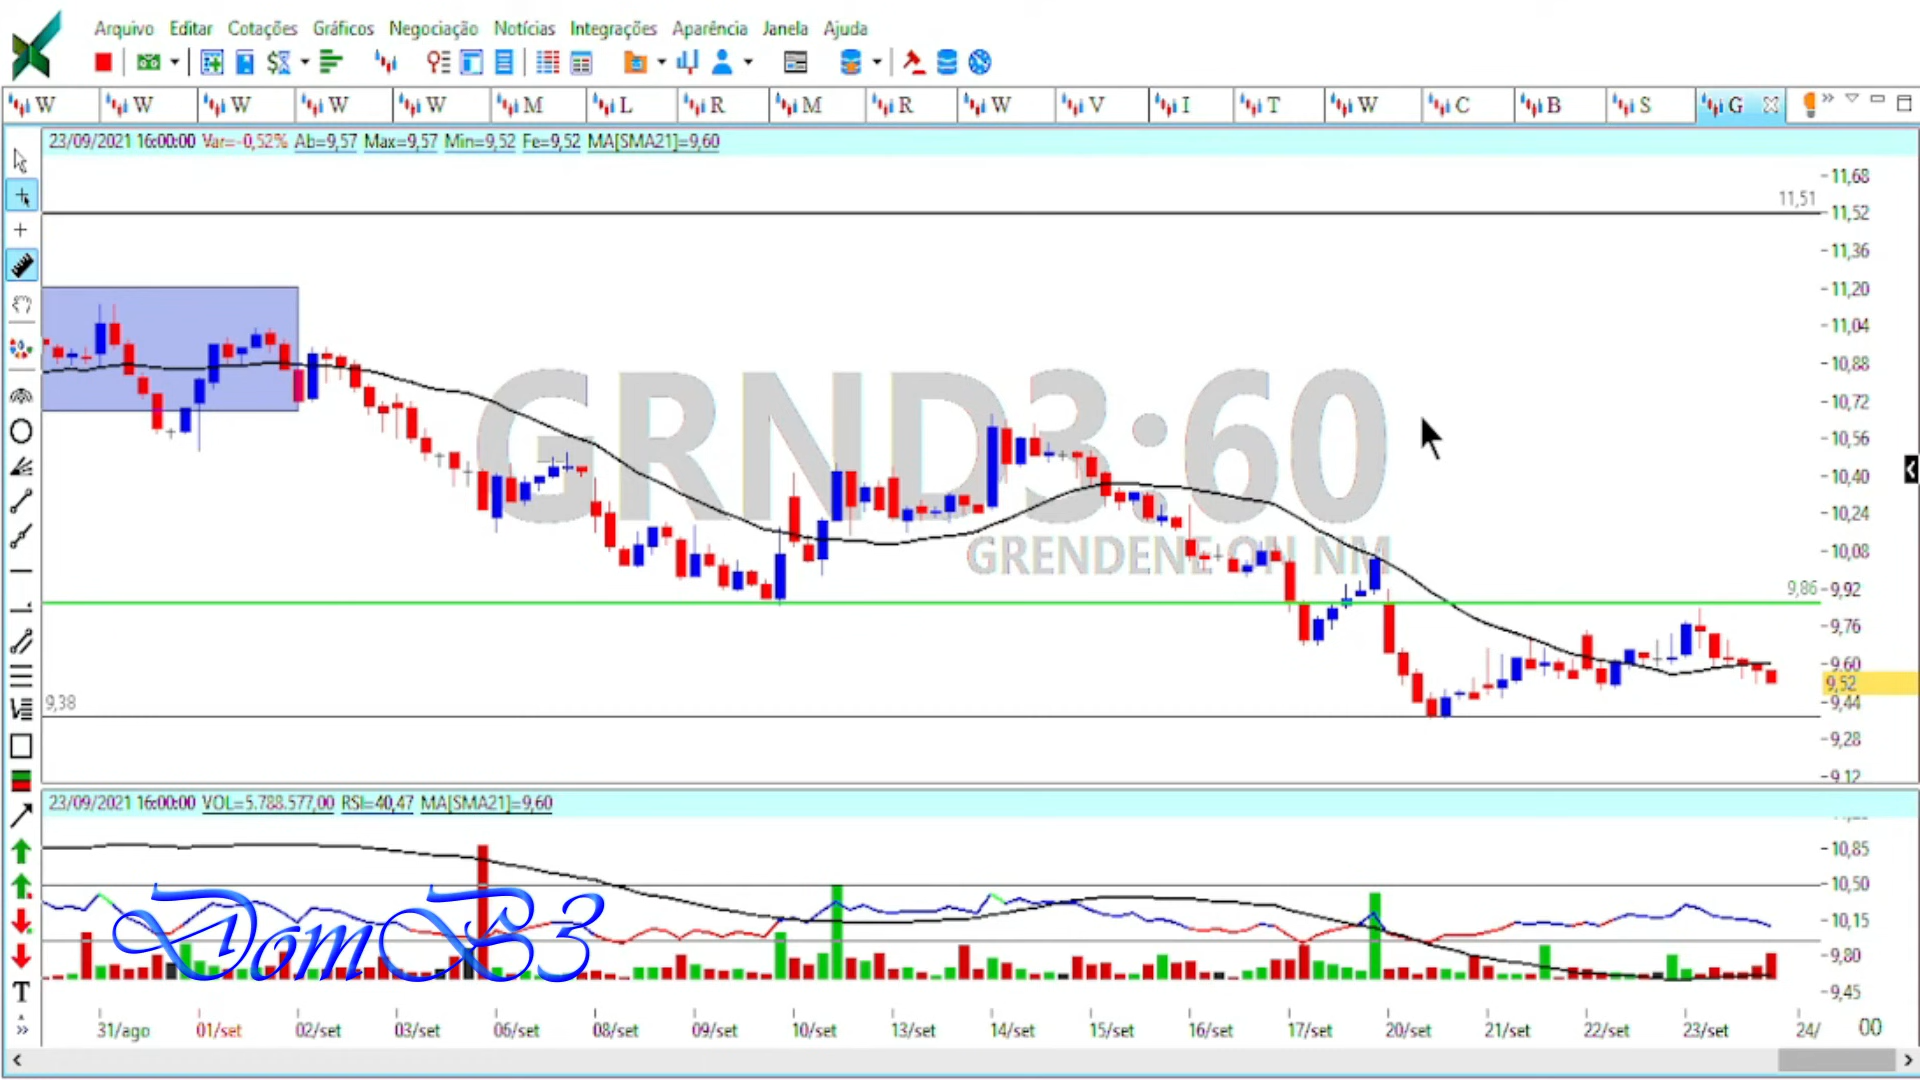 Arquivo Editar Cotações Gráficos Negociação Notícias Integrações Aparência Janela Ajuda
W W W W W M L R M R W V I T W C B S G
23/09/2021 16:00:00 Var=-0,52% Ab=9,57 Max=9,57 Min=9,52 Fe=9,52 MA[SMA21]=9,60
11,68
11,51
11,52
11,36
11,20
11,04
10,88
10,72
GRND3:60
10,56
10,40
10,24
GRENDENE ON NM
10,08
9,86
9,92
9,76
9,60
9,52
9,38
9,44
9,28
9,12
23/09/2021 16:00:00 VOL=5.788.577,00 RSI=40,47 MA[SMA21]=9,60
10,85
10,50
10,15
DomB3
9,80
9,45
T
31/ago 01/set 02/set 03/set 06/set 08/set 09/set 10/set 13/set 14/set 15/set 16/set 17/set 20/set 21/set 22/set 23/set 24/ 00